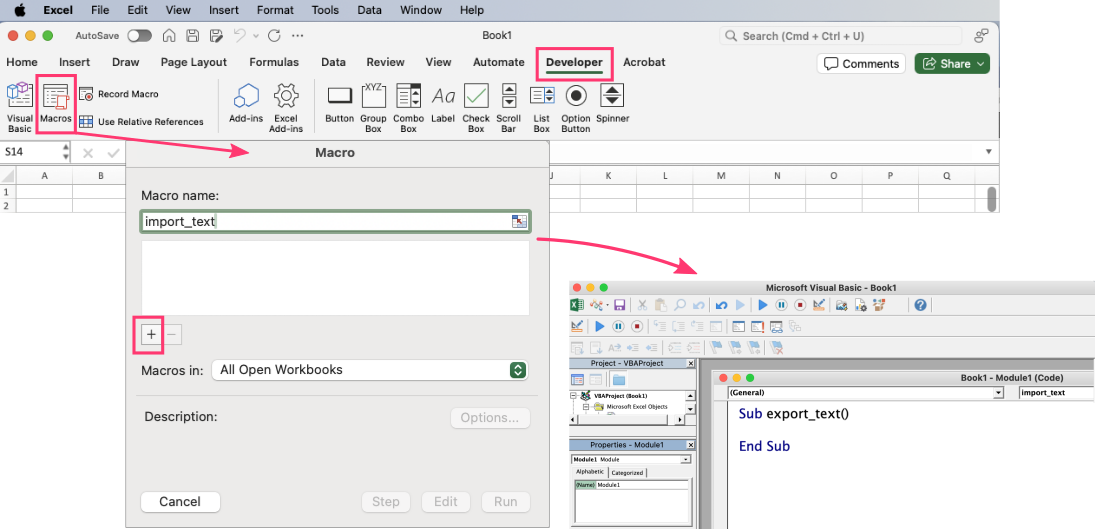 Excel File Edit View Insert Format Tools Data Window Help
AutoSave Book1 Search (Cmd + Ctrl + U)
Home Insert Draw Page Layout Formulas Data Review View Automate Developer Acrobat Comments Share
Visual Basic
Macros
Record Macro
Use Relative References
Add-ins
Excel Add-ins
Button
Group Box
Combo Box
Label
Check Box
Scroll Bar
List Box
Option Button
Spinner
XYZ
Aa
S14
A B J K L M N O P Q
1
2
Macro
Macro name:
import_text
+ −
Macros in: All Open Workbooks
Description: Options...
Cancel Step Edit Run
Microsoft Visual Basic - Book1
Project - VBAProject
VBAProject (Book1)
Microsoft Excel Objects
Properties - Module1
Module1 Module
Alphabetic Categorized
(Name) Module1
Book1 - Module1 (Code)
(General) import_text
Sub export_text()
End Sub